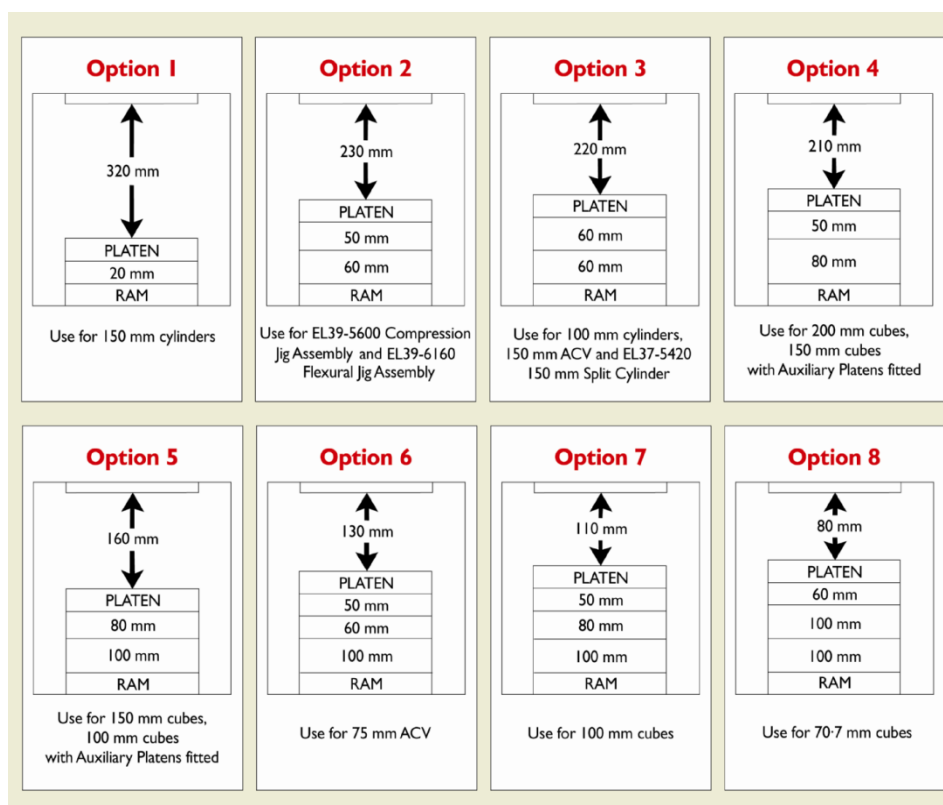 Option 1
320 mm
PLATEN
20 mm
RAM
Use for 150 mm cylinders
Option 2
230 mm
PLATEN
50 mm
60 mm
RAM
Use for EL39-5600 Compression
Jig Assembly and EL39-6160
Flexural Jig Assembly
Option 3
220 mm
PLATEN
60 mm
60 mm
RAM
Use for 100 mm cylinders,
150 mm ACV and EL37-5420
150 mm Split Cylinder
Option 4
210 mm
PLATEN
50 mm
80 mm
RAM
Use for 200 mm cubes,
150 mm cubes
with Auxiliary Platens fitted
Option 5
160 mm
PLATEN
80 mm
100 mm
RAM
Use for 150 mm cubes,
100 mm cubes
with Auxiliary Platens fitted
Option 6
130 mm
PLATEN
50 mm
60 mm
100 mm
RAM
Use for 75 mm ACV
Option 7
110 mm
PLATEN
50 mm
80 mm
100 mm
RAM
Use for 100 mm cubes
Option 8
80 mm
PLATEN
60 mm
100 mm
100 mm
RAM
Use for 70·7 mm cubes